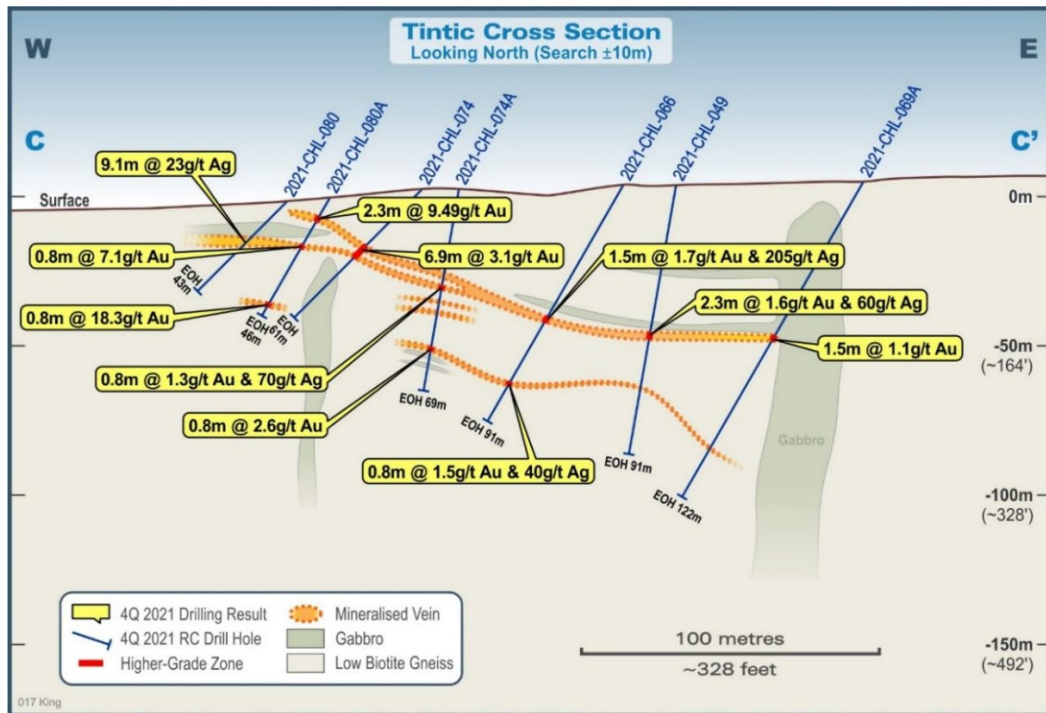 Tintic Cross Section
Looking North (Search ±10m)
W
E
C
C'
2021-CHL-080
2021-CHL-080A
2021-CHL-074
2021-CHL-074A
2021-CHL-066
2021-CHL-049
2021-CHL-069A
Surface
9.1m @ 23g/t Ag
2.3m @ 9.49g/t Au
0.8m @ 7.1g/t Au
6.9m @ 3.1g/t Au
1.5m @ 1.7g/t Au & 205g/t Ag
2.3m @ 1.6g/t Au & 60g/t Ag
0.8m @ 18.3g/t Au
1.5m @ 1.1g/t Au
0.8m @ 1.3g/t Au & 70g/t Ag
0.8m @ 2.6g/t Au
0.8m @ 1.5g/t Au & 40g/t Ag
EOH
43m
EOH
46m
EOH
61m
EOH 69m
EOH 91m
EOH 91m
EOH 122m
Gabbro
0m
-50m
(~164')
-100m
(~328')
-150m
(~492')
4Q 2021 Drilling Result
4Q 2021 RC Drill Hole
Higher-Grade Zone
Mineralised Vein
Gabbro
Low Biotite Gneiss
100 metres
~328 feet
017 King